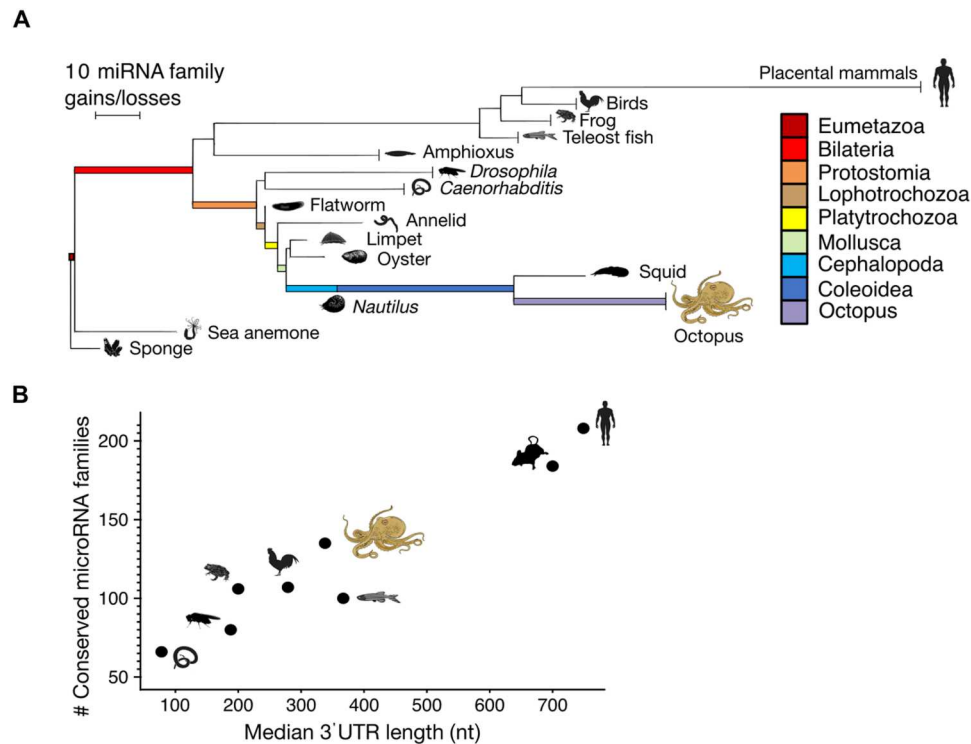 A
10 miRNA family
gains/losses
Placental mammals
Birds
Frog
Teleost fish
Amphioxus
Drosophila
Caenorhabditis
Flatworm
Annelid
Limpet
Oyster
Squid
Nautilus
Octopus
Sea anemone
Sponge
Eumetazoa
Bilateria
Protostomia
Lophotrochozoa
Platytrochozoa
Mollusca
Cephalopoda
Coleoidea
Octopus
B
# Conserved microRNA families
200
150
100
50
100 200 300 400 500 600 700
Median 3'UTR length (nt)